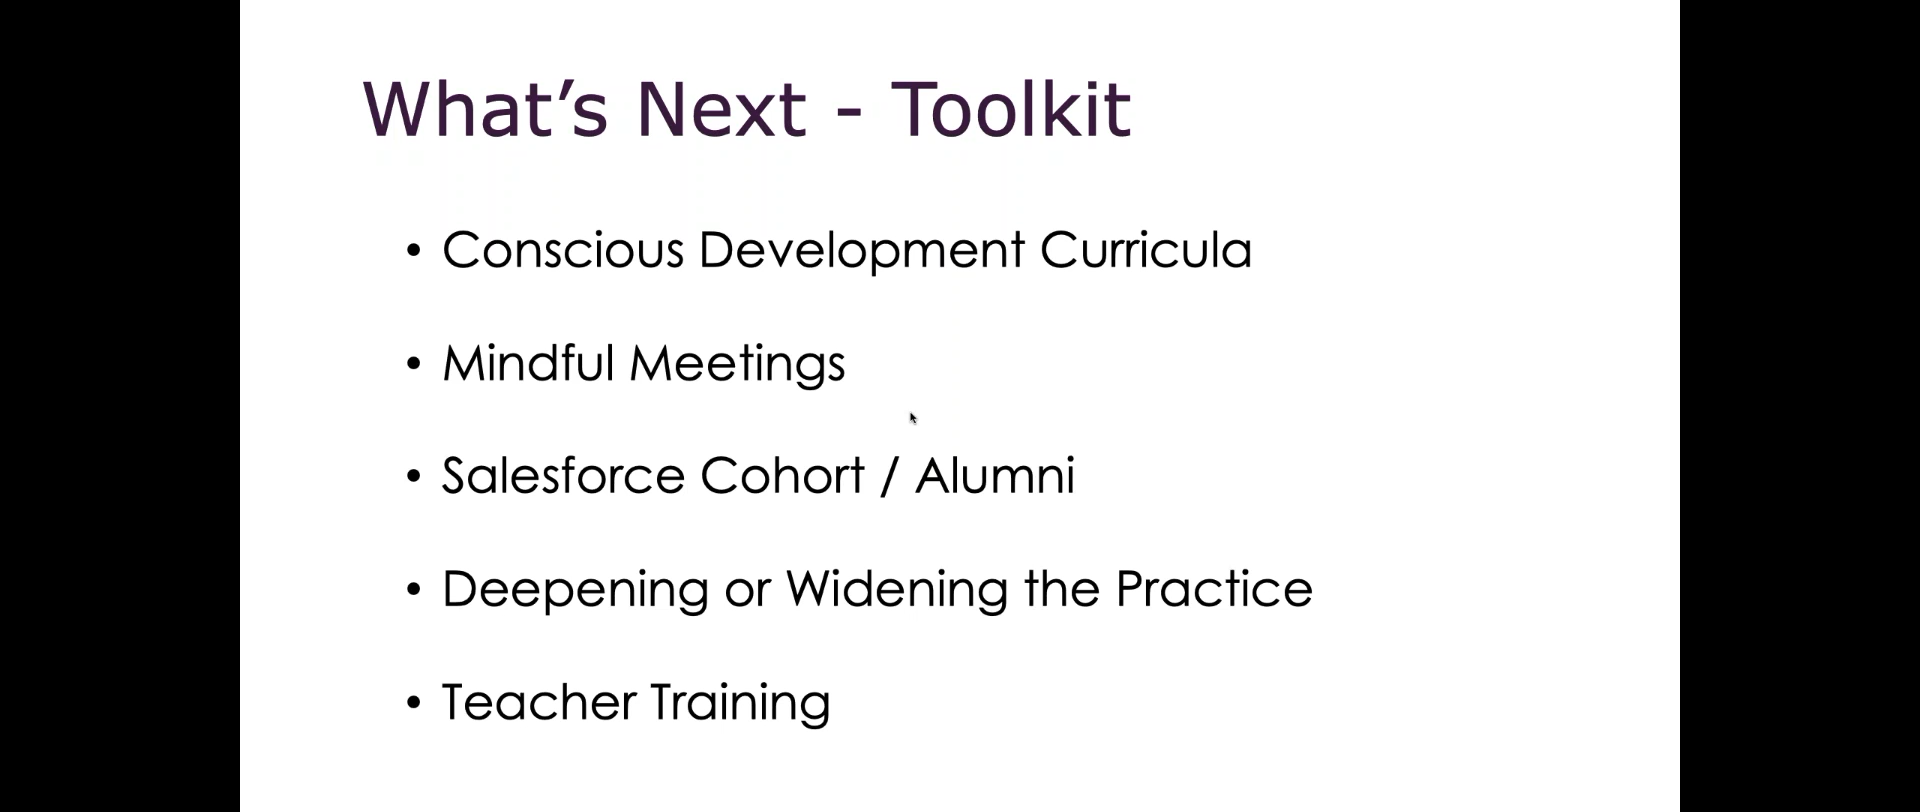 What’s Next - Toolkit
• Conscious Development Curricula
• Mindful Meetings
• Salesforce Cohort / Alumni
• Deepening or Widening the Practice
• Teacher Training